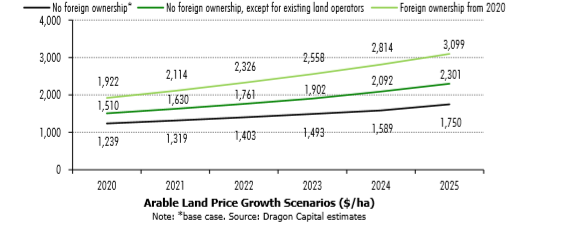 No foreign ownership* No foreign ownership, except for existing land operators Foreign ownership from 2020
4,000
3,000
2,000
1,000
0
1,922 2,114 2,326 2,558 2,814 3,099
1,510 1,630 1,761 1,902 2,092 2,301
1,239 1,319 1,403 1,493 1,589 1,750
2020 2021 2022 2023 2024 2025
Arable Land Price Growth Scenarios ($/ha)
Note: *base case. Source: Dragon Capital estimates